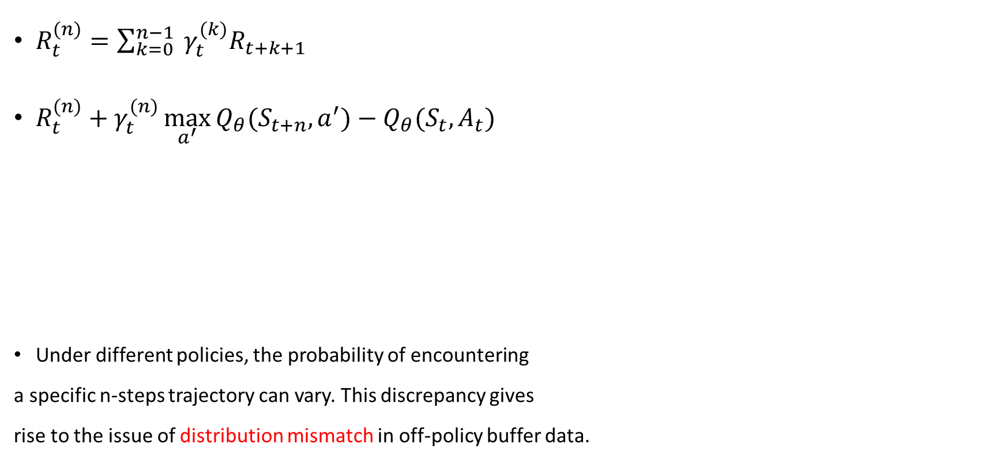 • $R_t^{(n)} = \sum_{k=0}^{n-1} \gamma_t^{(k)} R_{t+k+1}$
• $R_t^{(n)} + \gamma_t^{(n)} \max_{a'} Q_\theta(S_{t+n}, a') - Q_\theta(S_t, A_t)$
• Under different policies, the probability of encountering
a specific n-steps trajectory can vary. This discrepancy gives
rise to the issue of distribution mismatch in off-policy buffer data.